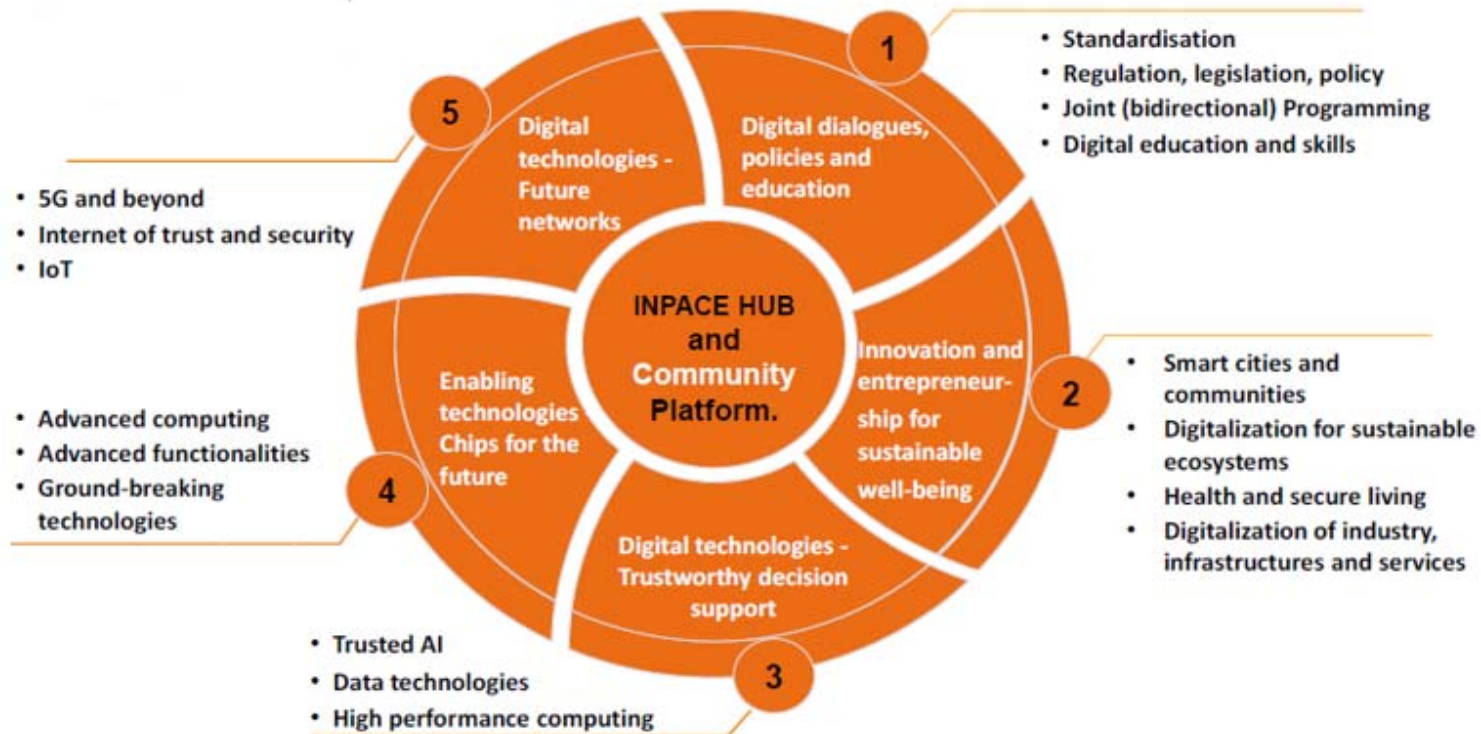 1
• Standardisation
• Regulation, legislation, policy
• Joint (bidirectional) Programming
• Digital education and skills
Digital dialogues,
policies and
education
2
• Smart cities and
communities
• Digitalization for sustainable
ecosystems
• Health and secure living
• Digitalization of industry,
infrastructures and services
Innovation and
entrepreneur-
ship for
sustainable
well-being
3
Digital technologies -
Trustworthy decision
support
• Trusted AI
• Data technologies
• High performance computing
4
Enabling
technologies
Chips for the
future
• Advanced computing
• Advanced functionalities
• Ground-breaking
technologies
5
Digital
technologies -
Future
networks
• 5G and beyond
• Internet of trust and security
• IoT
INPACE HUB
and
Community
Platform.